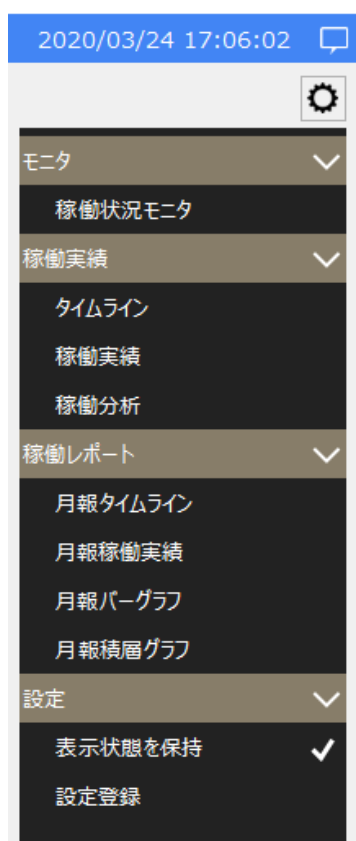 2020/03/24 17:06:02
モニタ
稼働状況モニタ
稼働実績
タイムライン
稼働実績
稼働分析
稼働レポート
月報タイムライン
月報稼働実績
月報バーグラフ
月報積層グラフ
設定
表示状態を保持
設定登録